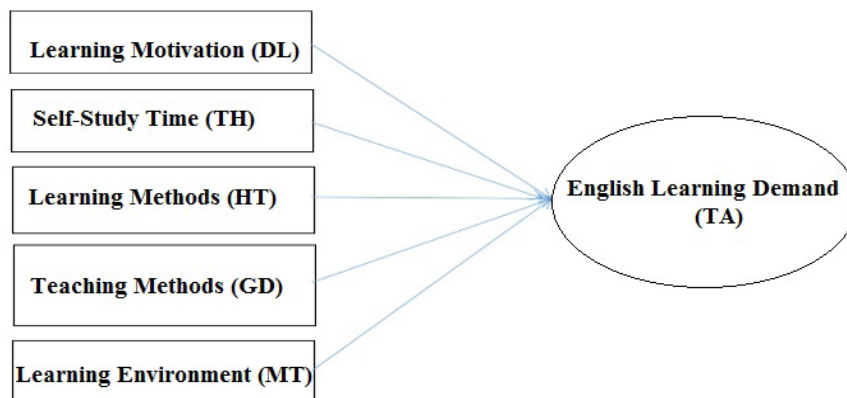 Learning Motivation (DL)
Self-Study Time (TH)
Learning Methods (HT)
Teaching Methods (GD)
Learning Environment (MT)
English Learning Demand
(TA)